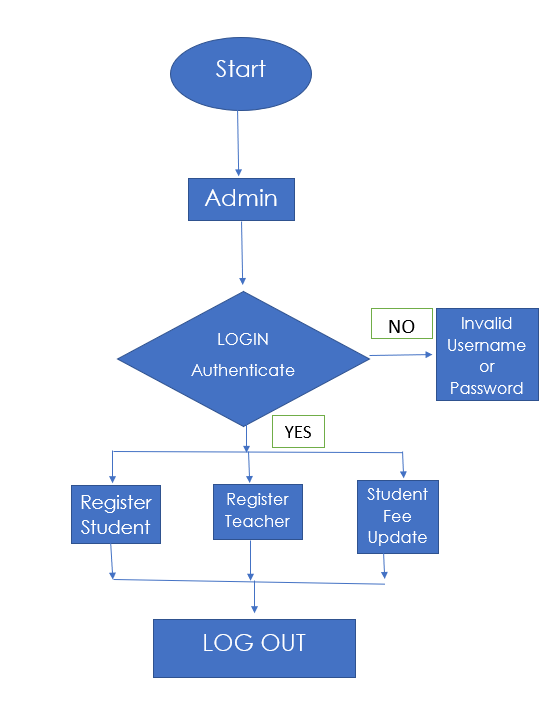 Start
Admin
LOGIN
Authenticate
NO
Invalid
Username
or
Password
YES
Register
Student
Register
Teacher
Student
Fee
Update
LOG OUT